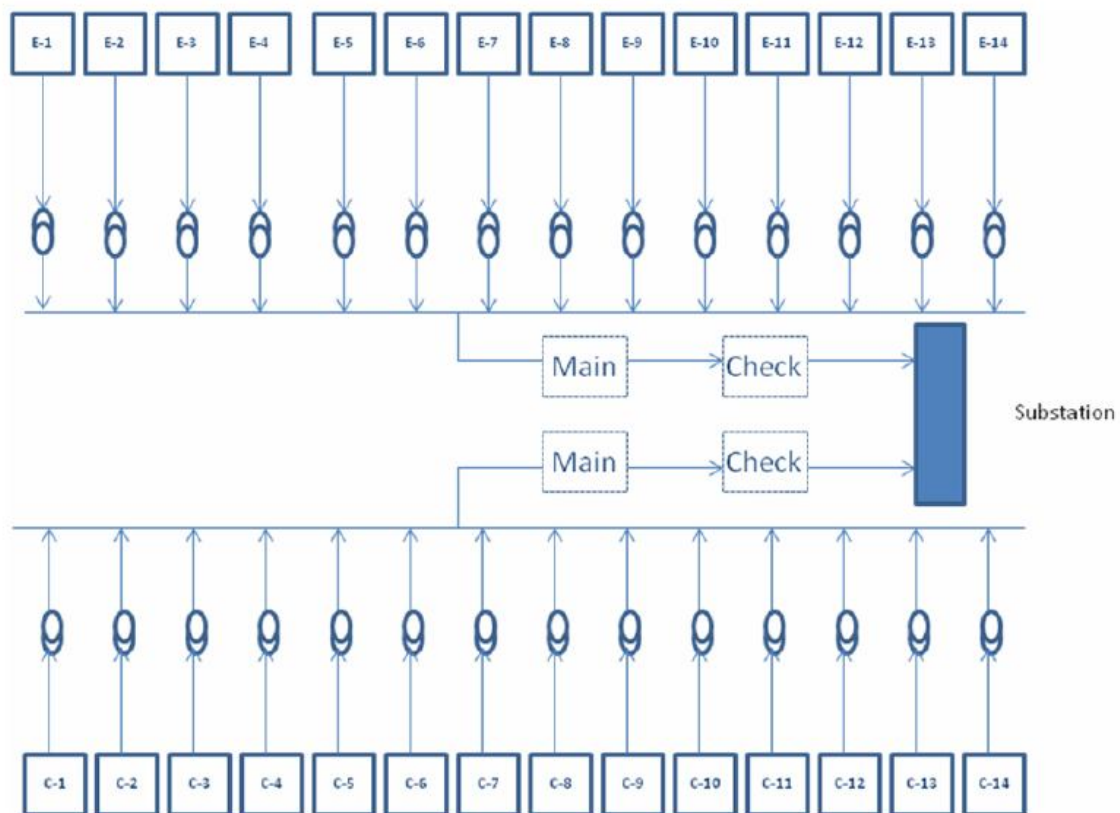 E-1 E-2 E-3 E-4 E-5 E-6 E-7 E-8 E-9 E-10 E-11 E-12 E-13 E-14
Main Check
Substation
Main Check
C-1 C-2 C-3 C-4 C-5 C-6 C-7 C-8 C-9 C-10 C-11 C-12 C-13 C-14